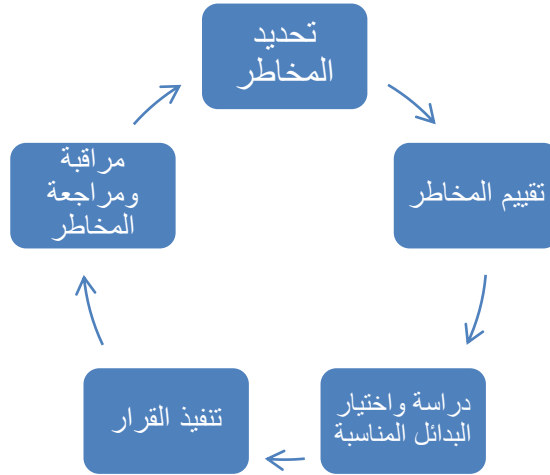 تحديد
المخاطر
تقييم المخاطر
دراسة واختيار
البدائل المناسبة
تنفيذ القرار
مراقبة
ومراجعة
المخاطر